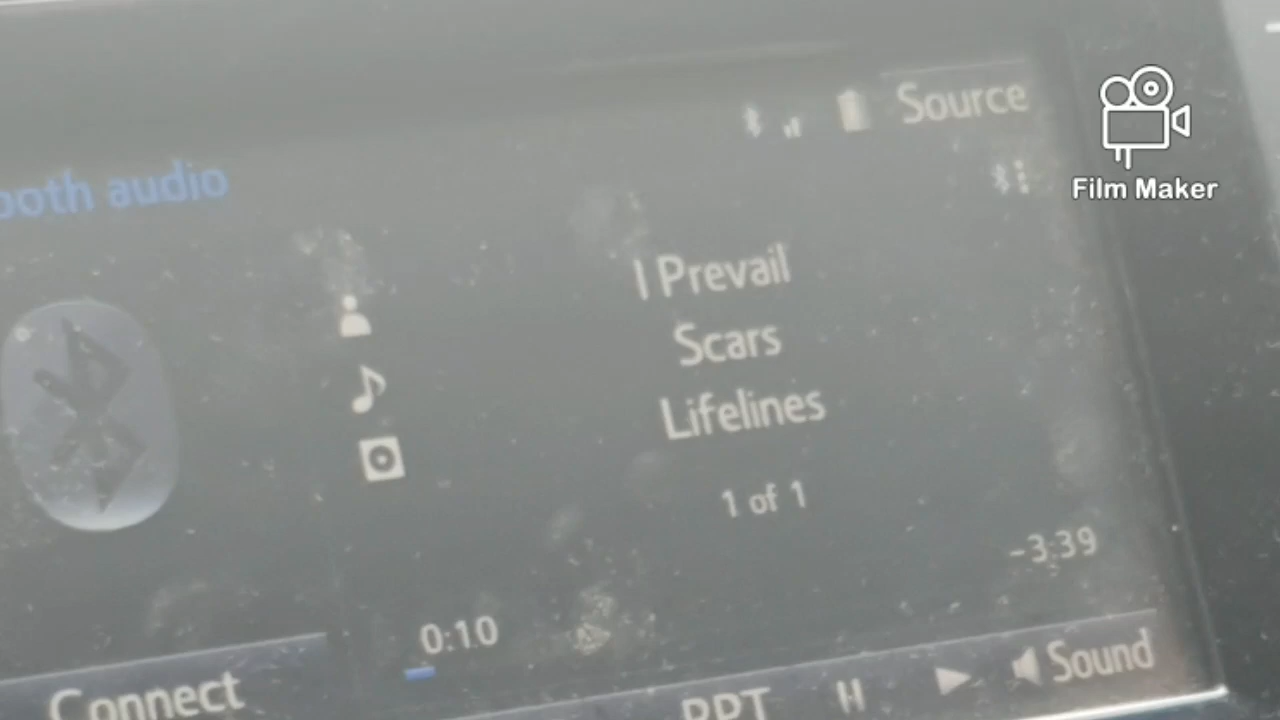 Source
Film Maker
ooth audio
I Prevail
Scars
Lifelines
1 of 1
-3:39
0:10
Sound
Connect
RPT